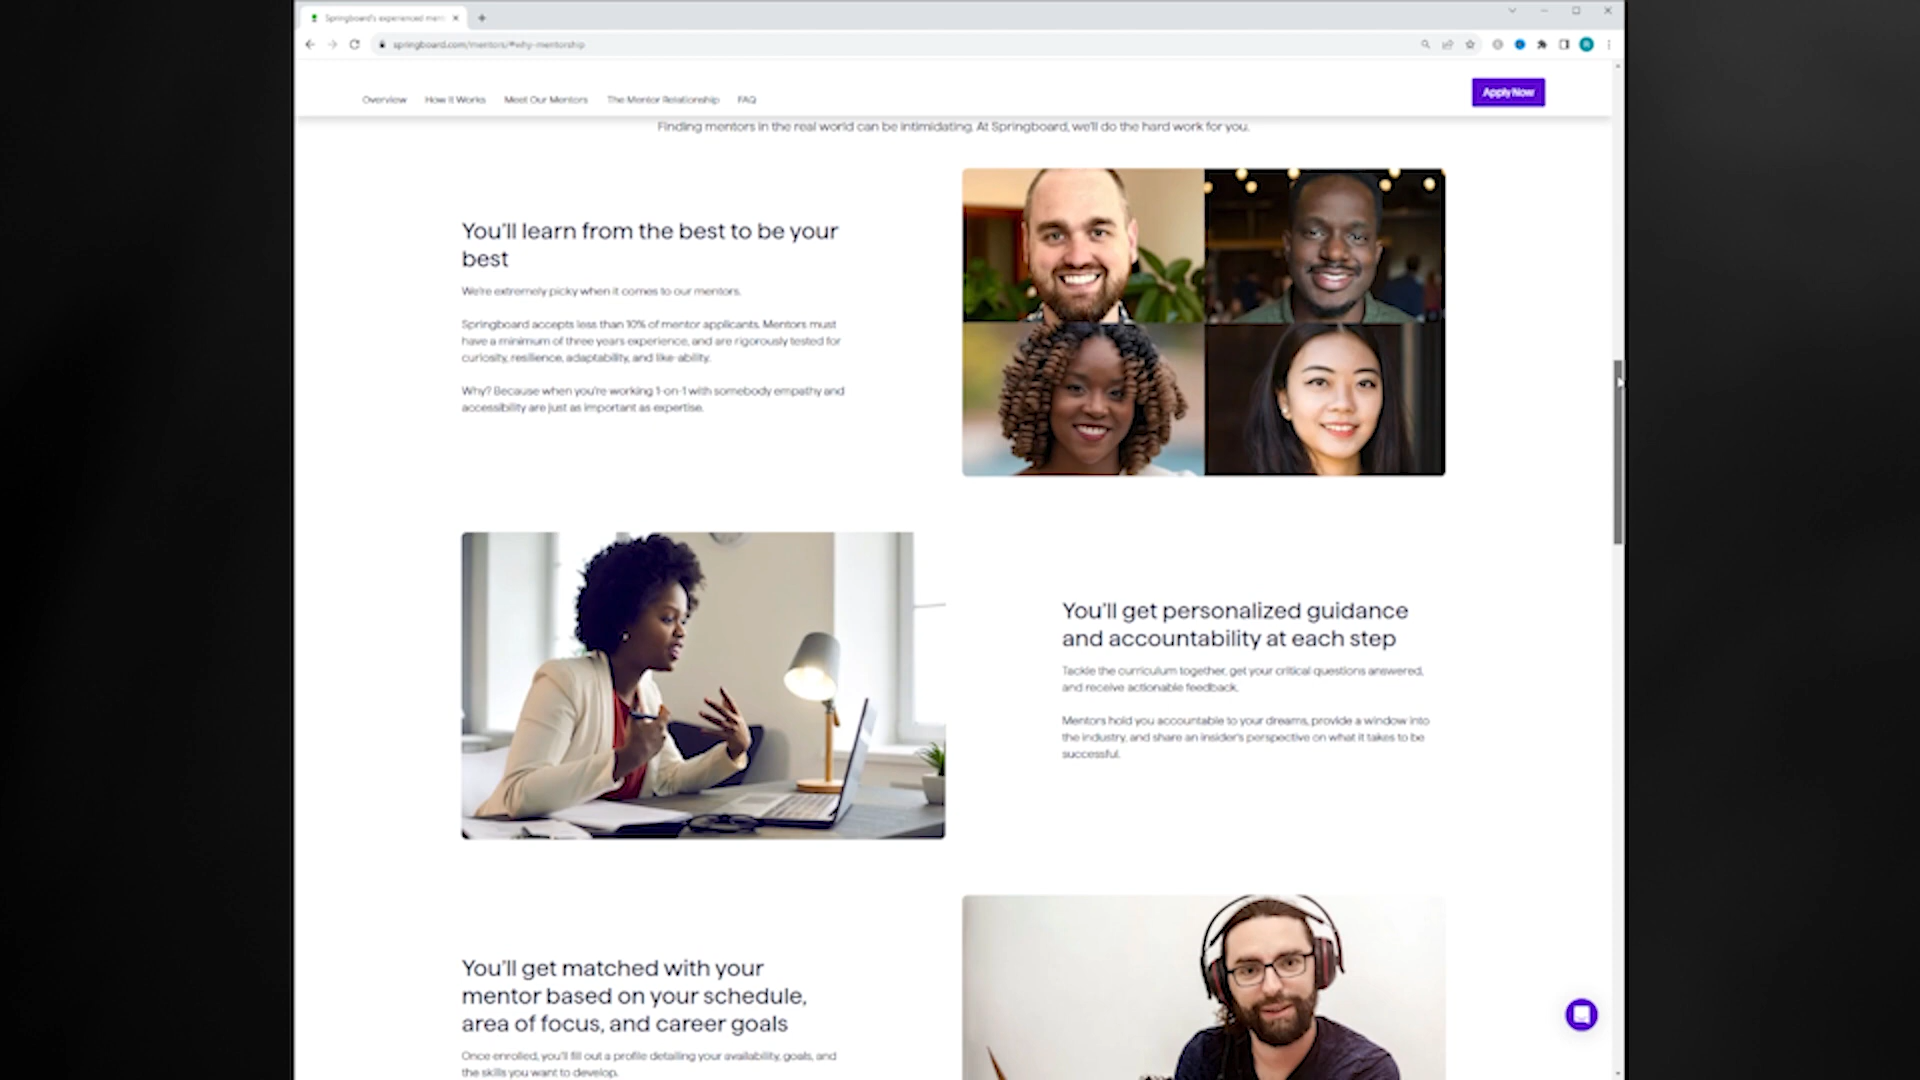 Springboard's experienced ment
springboard.com/mentors/#why-mentorship
Overview How It Works Meet Our Mentors The Mentor Relationship FAQ
Apply Now
Finding mentors in the real world can be intimidating. At Springboard, we'll do the hard work for you.
You'll learn from the best to be your
best
We're extremely picky when it comes to our mentors.
Springboard accepts less than 10% of mentor applicants. Mentors must
have a minimum of three years experience, and are rigorously tested for
curiosity, resilience, adaptability, and like-ability.
Why? Because when you're working 1-on-1 with somebody empathy and
accessibility are just as important as expertise.
You'll get personalized guidance
and accountability at each step
Tackle the curriculum together, get your critical questions answered,
and receive actionable feedback.
Mentors hold you accountable to your dreams, provide a window into
the industry, and share an insider's perspective on what it takes to be
successful.
You'll get matched with your
mentor based on your schedule,
area of focus, and career goals
Once enrolled, you'll fill out a profile detailing your availability, goals, and
the skills you want to develop.